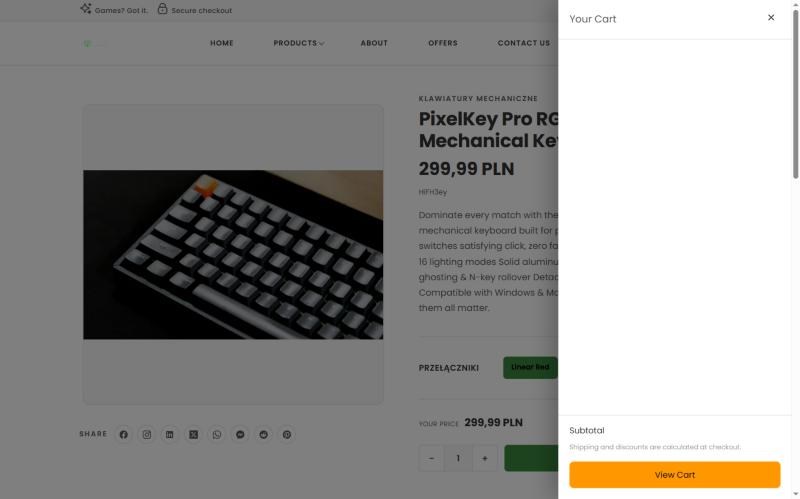 Games? Got it. Secure checkout
HOME PRODUCTS ABOUT OFFERS CONTACT US
KLAWIATURY MECHANICZNE
PixelKey Pro RG
Mechanical Ke
299,99 PLN
HiFH3ey
Dominate every match with the
mechanical keyboard built for p
switches satisfying click, zero fa
16 lighting modes Solid aluminu
ghosting & N-key rollover Detac
Compatible with Windows & Mc
them all matter.
PRZEŁĄCZNIKI Linear Red
YOUR PRICE 299,99 PLN
- 1 +
SHARE
Your Cart ×
Subtotal
Shipping and discounts are calculated at checkout.
View Cart